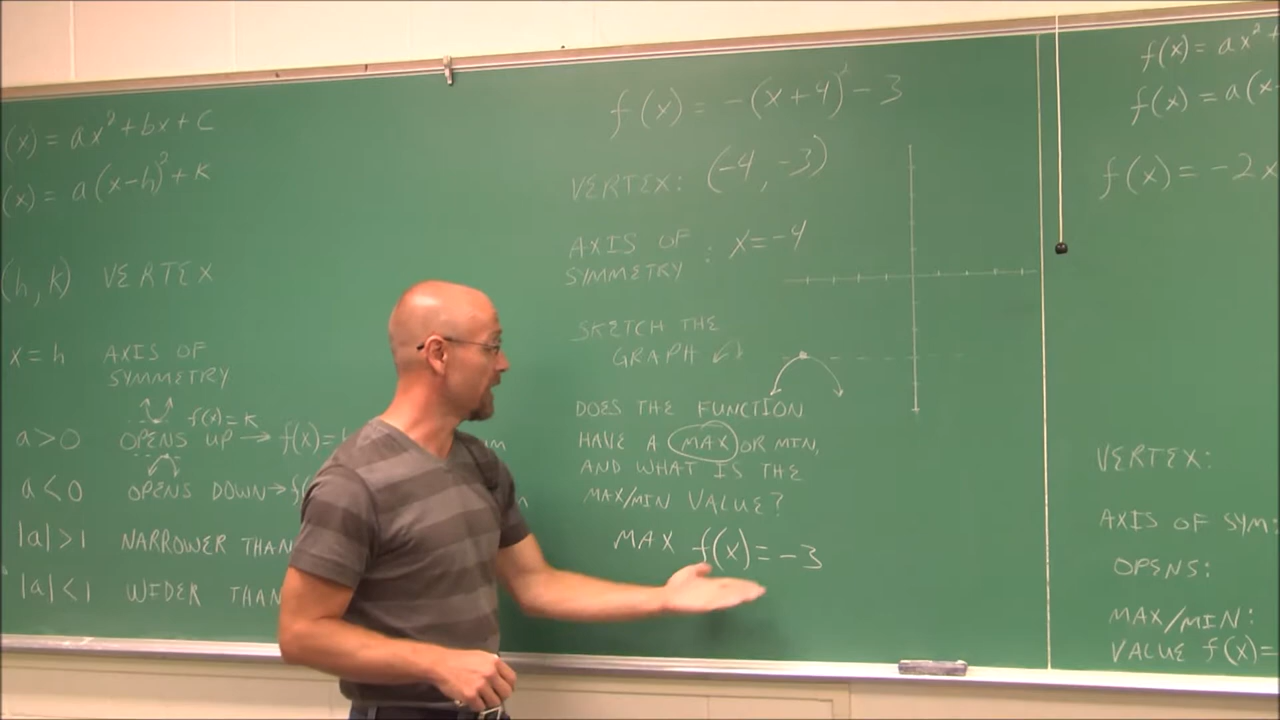 (x) = ax² + bx + c
(x) = a(x-h)² + k
(h, k) VERTEX
x = h AXIS OF
SYMMETRY
f(x) = k
a > 0 OPENS UP → f(x) =
a < 0 OPENS DOWN → f
|a| > 1 NARROWER THAN
|a| < 1 WIDER THAN
f(x) = -(x+4)² - 3
VERTEX: (-4, -3)
AXIS OF
SYMMETRY : x = -4
SKETCH THE
GRAPH
DOES THE FUNCTION
HAVE A MAX OR MIN,
AND WHAT IS THE
MAX/MIN VALUE?
MAX f(x) = -3
f(x) = ax² +
f(x) = a(x-
f(x) = -2x
VERTEX:
AXIS OF SYM:
OPENS:
MAX/MIN:
VALUE f(x) =